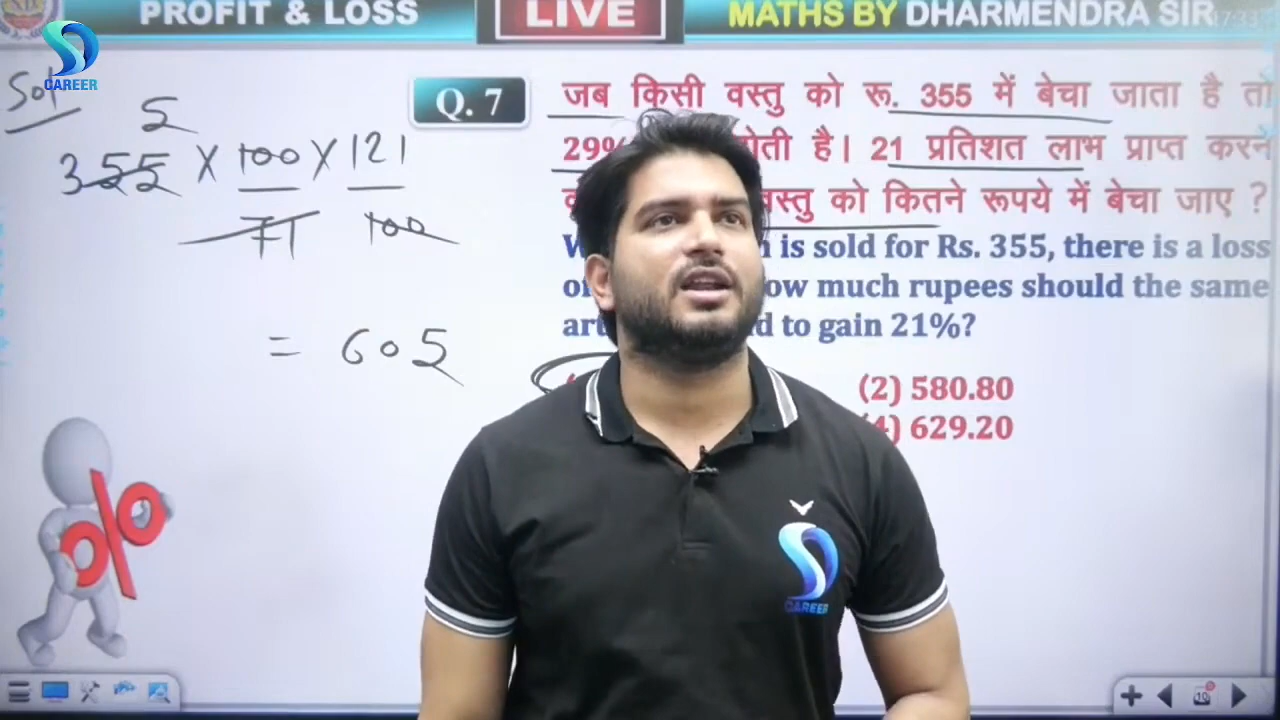 PROFIT & LOSS
LIVE
MATHS BY DHARMENDRA SIR
CAREER
Sol
Q. 7
जब किसी वस्तु को रू. 355 में बेचा जाता है तो
29% होती है। 21 प्रतिशत लाभ प्राप्त करने
वस्तु को कितने रूपये में बेचा जाए ?
is sold for Rs. 355, there is a loss
much rupees should the same
to gain 21%?
(2) 580.80
(4) 629.20
5
355 X 100 X 121
71 100
= 605
CAREER